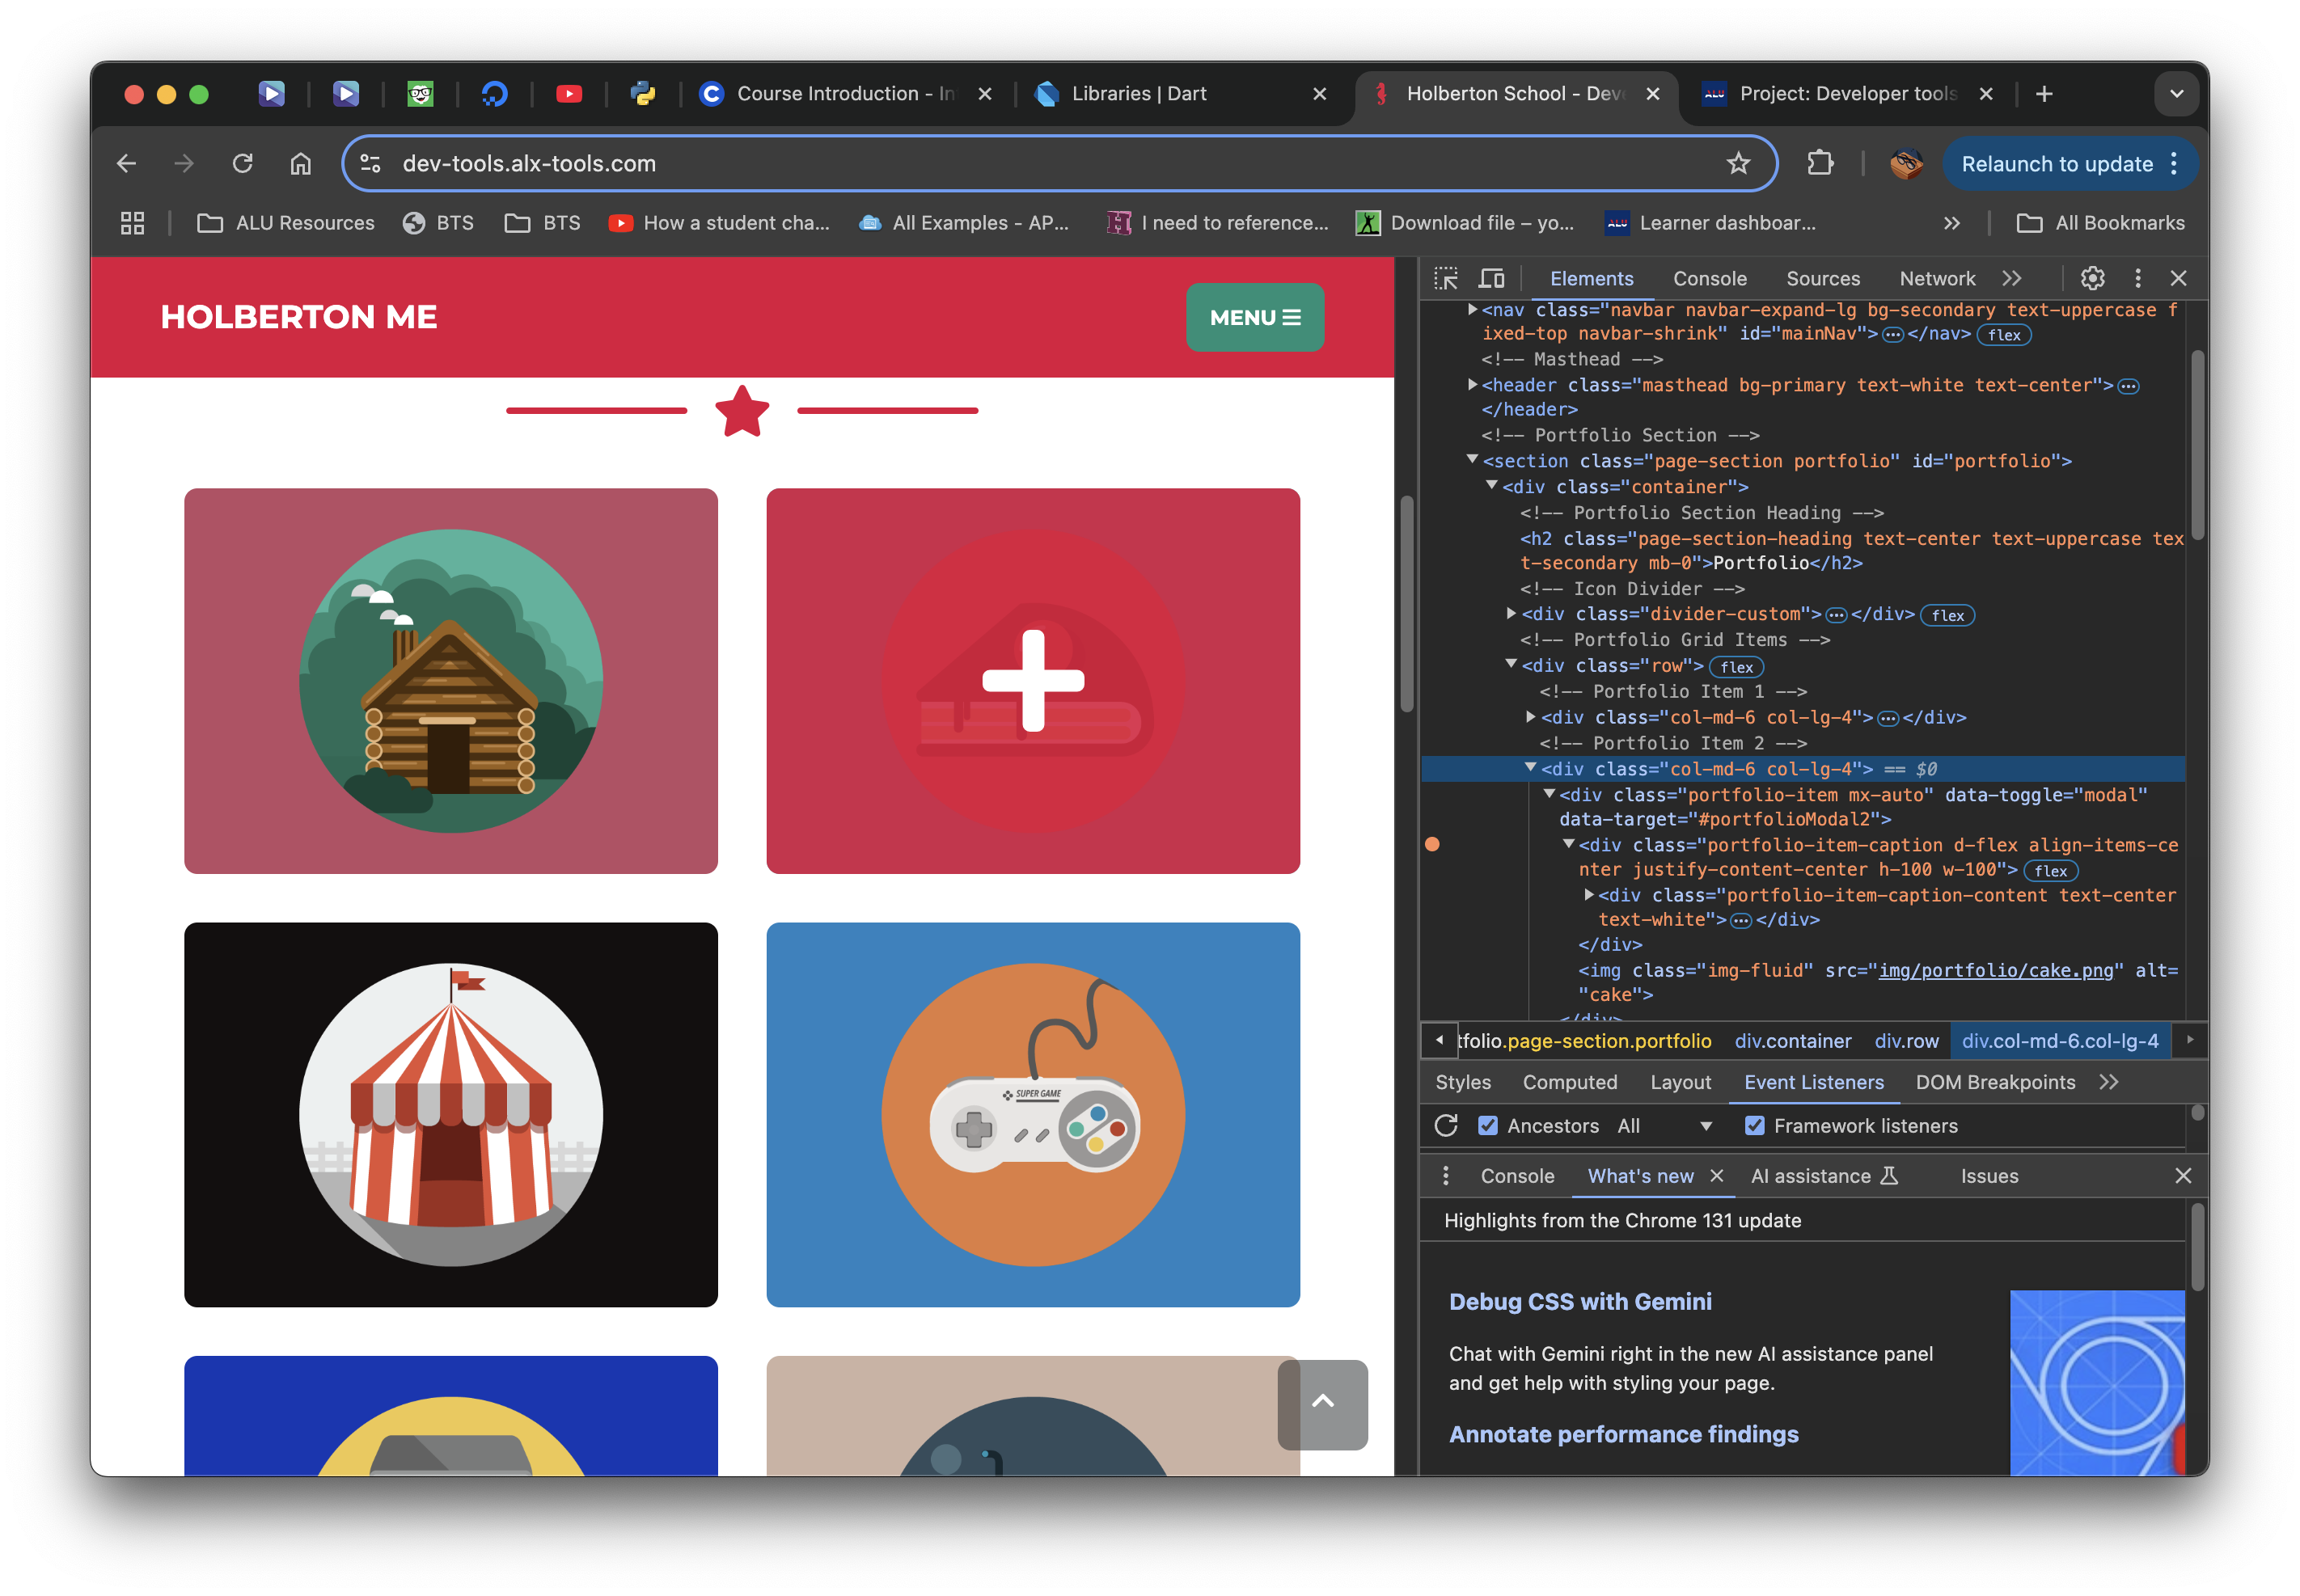 Course Introduction - In
Libraries | Dart
Holberton School - Deve
ALU
Project: Developer tools
dev-tools.alx-tools.com
Relaunch to update
ALU Resources
BTS
BTS
How a student cha...
All Examples - AP...
I need to reference...
Download file – yo...
ALU
Learner dashboar...
All Bookmarks
HOLBERTON ME
MENU
SUPER GAME
Elements
Console
Sources
Network
<nav class="navbar navbar-expand-lg bg-secondary text-uppercase f
ixed-top navbar-shrink" id="mainNav">…</nav> flex
<!-- Masthead -->
<header class="masthead bg-primary text-white text-center">…
</header>
<!-- Portfolio Section -->
<section class="page-section portfolio" id="portfolio">
<div class="container">
<!-- Portfolio Section Heading -->
<h2 class="page-section-heading text-center text-uppercase tex
t-secondary mb-0">Portfolio</h2>
<!-- Icon Divider -->
<div class="divider-custom">…</div> flex
<!-- Portfolio Grid Items -->
<div class="row"> flex
<!-- Portfolio Item 1 -->
<div class="col-md-6 col-lg-4">…</div>
<!-- Portfolio Item 2 -->
<div class="col-md-6 col-lg-4"> == $0
<div class="portfolio-item mx-auto" data-toggle="modal"
data-target="#portfolioModal2">
<div class="portfolio-item-caption d-flex align-items-ce
nter justify-content-center h-100 w-100"> flex
<div class="portfolio-item-caption-content text-center
text-white">…</div>
</div>
<img class="img-fluid" src="img/portfolio/cake.png" alt=
"cake">
</div>
tfolio.page-section.portfolio
div.container
div.row
div.col-md-6.col-lg-4
Styles
Computed
Layout
Event Listeners
DOM Breakpoints
Ancestors
All
Framework listeners
Console
What's new
AI assistance
Issues
Highlights from the Chrome 131 update
Debug CSS with Gemini
Chat with Gemini right in the new AI assistance panel
and get help with styling your page.
Annotate performance findings